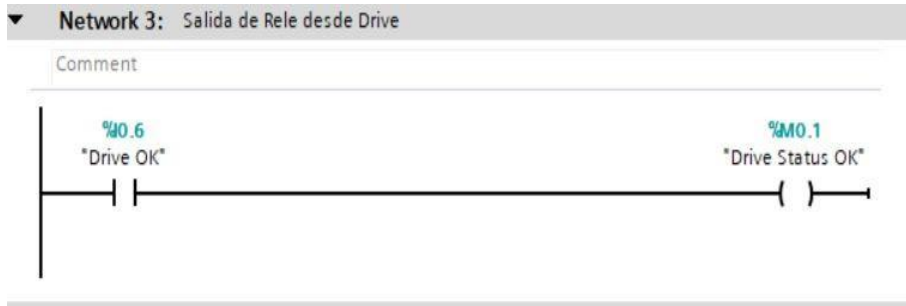 Network 3: Salida de Rele desde Drive
Comment
%I0.6
"Drive OK"
%M0.1
"Drive Status OK"